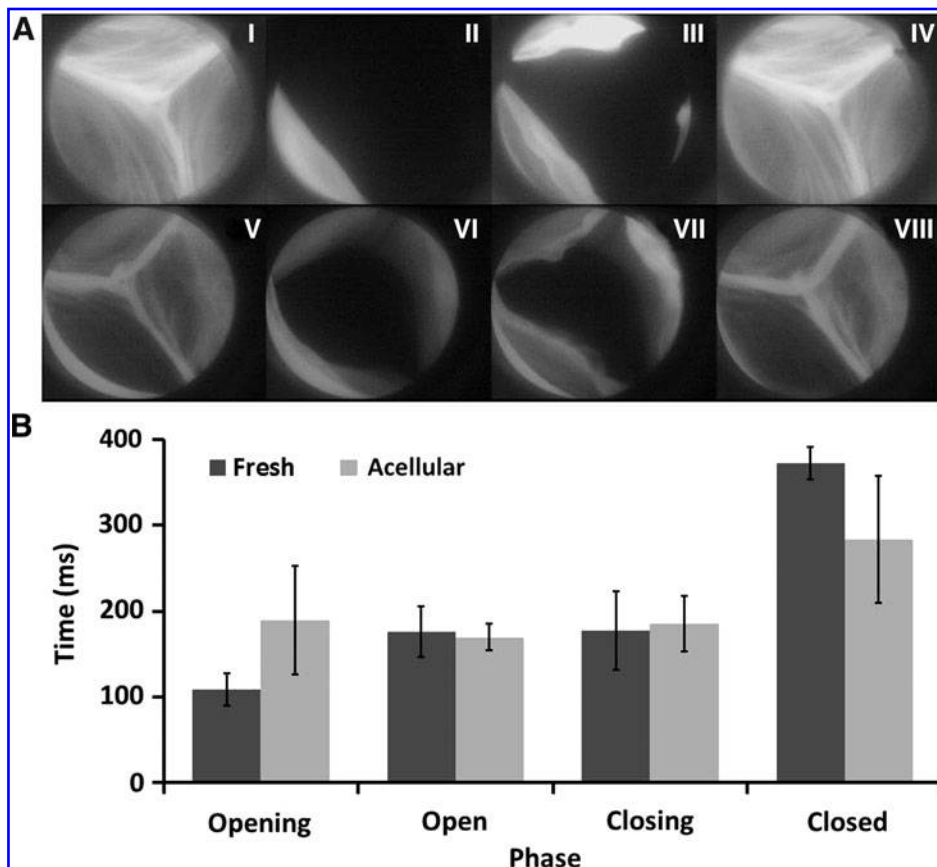 A
I II III IV
V VI VII VIII
B
400
Fresh Acellular
300
200
100
0
Time (ms)
Opening Open Closing Closed
Phase